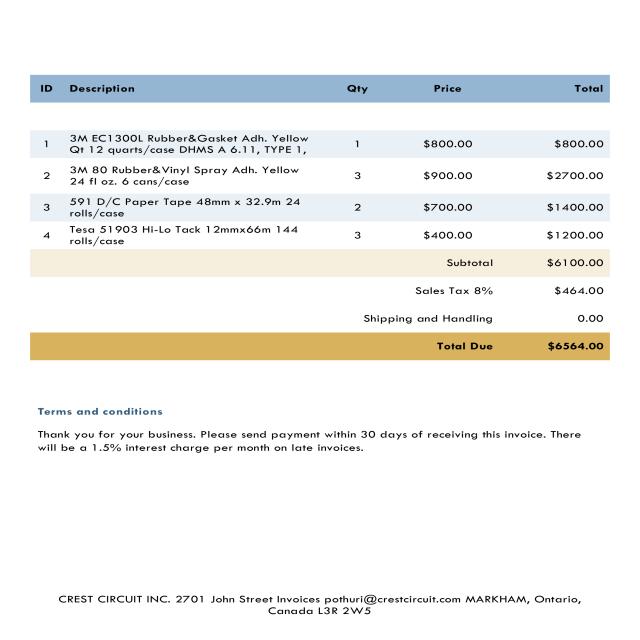 ID Description Qty Price Total
1 3M EC1300L Rubber&Gasket Adh. Yellow
Qt 12 quarts/case DHMS A 6.11, TYPE 1, 1 $800.00 $800.00
2 3M 80 Rubber&Vinyl Spray Adh. Yellow
24 fl oz. 6 cans/case 3 $900.00 $2700.00
3 591 D/C Paper Tape 48mm x 32.9m 24
rolls/case 2 $700.00 $1400.00
4 Tesa 51903 Hi-Lo Tack 12mmx66m 144
rolls/case 3 $400.00 $1200.00
Subtotal $6100.00
Sales Tax 8% $464.00
Shipping and Handling 0.00
Total Due $6564.00
Terms and conditions
Thank you for your business. Please send payment within 30 days of receiving this invoice. There
will be a 1.5% interest charge per month on late invoices.
CREST CIRCUIT INC. 2701 John Street Invoices pothuri@crestcircuit.com MARKHAM, Ontario,
Canada L3R 2W5